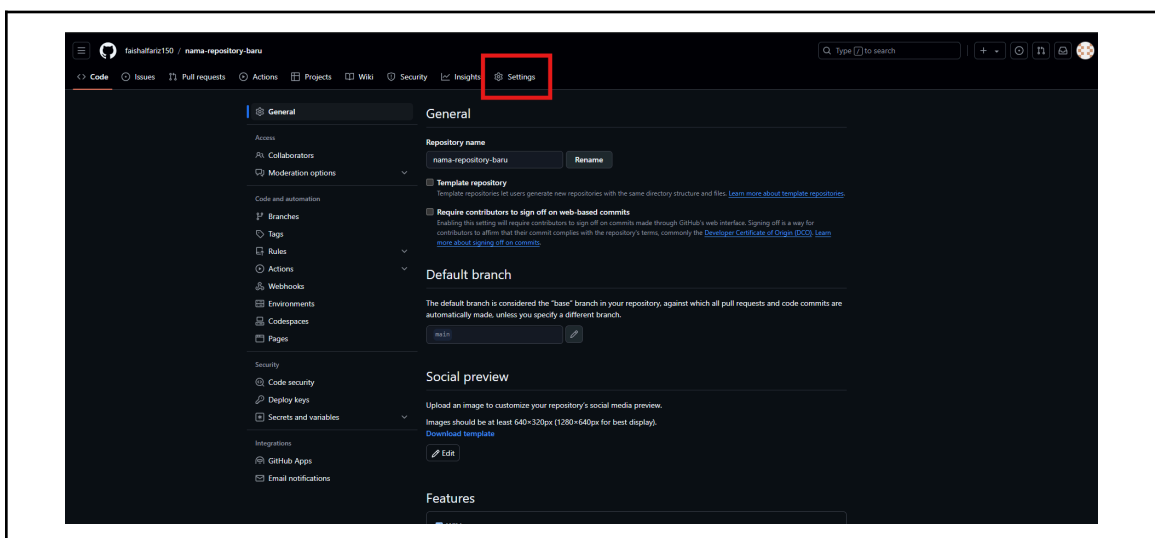 faishalfariz150 / nama-repository-baru
Type / to search
Code Issues Pull requests Actions Projects Wiki Security Insights Settings
General
Access
Collaborators
Moderation options
Code and automation
Branches
Tags
Rules
Actions
Webhooks
Environments
Codespaces
Pages
Security
Code security
Deploy keys
Secrets and variables
Integrations
GitHub Apps
Email notifications
General
Repository name
nama-repository-baru Rename
Template repository
Template repositories let users generate new repositories with the same directory structure and files. Learn more about template repositories.
Require contributors to sign off on web-based commits
Enabling this setting will require contributors to sign off on commits made through GitHub's web interface. Signing off is a way for
contributors to affirm that their commit complies with the repository's terms, commonly the Developer Certificate of Origin (DCO). Learn
more about signing off on commits.
Default branch
The default branch is considered the "base" branch in your repository, against which all pull requests and code commits are
automatically made, unless you specify a different branch.
main
Social preview
Upload an image to customize your repository's social media preview.
Images should be at least 640×320px (1280×640px for best display).
Download template
Edit
Features